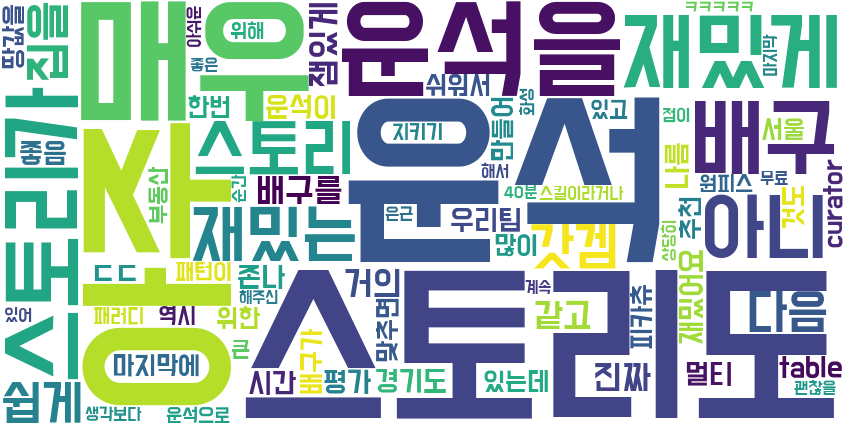 땅값을
집을
아쉬운
좋은
매우
위해
한번
운석이
잼있게
운석을
쉬워서
ㅋㅋㅋㅋㅋ
재밌게
마지막
스토리가
좋음
부동산
와
스토리
순간
배구를
지키기
운석
만들어
화성
있고
해서
40분
스킬이라거나
점이
배구
서울
나름
원피스
무료
추천
curator
것도
아니
상당히
재밌어요
재밌는
은근
우리팀
많이
갓겜
ㄷㄷ
패턴이
존나
해주신
있어
패러디
역시
위한
큰
거인
맞추면
계속
같고
피카츄
다음
쉽게
마지막에
생각보다
운석으로
스토리도
시간
배구가
평가
경기도
있는데
진짜
멀티
table
괜찮을